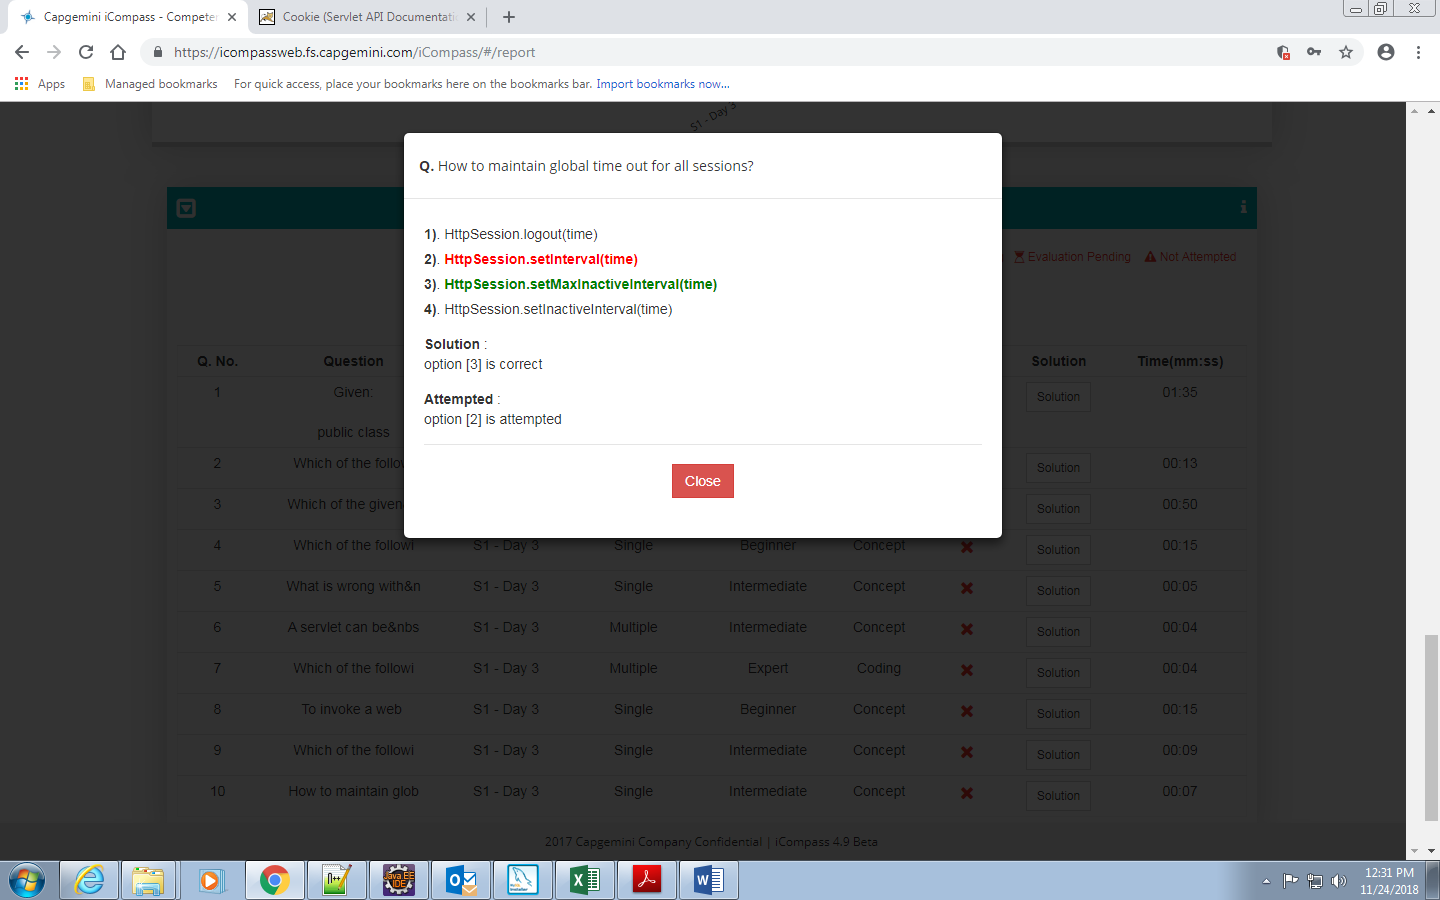 Capgemini iCompass - Competer
Cookie (Servlet API Documentatic
https://icompassweb.fs.capgemini.com/iCompass/#/report
Apps Managed bookmarks For quick access, place your bookmarks here on the bookmarks bar. Import bookmarks now...
S1 - Day 3
Q. How to maintain global time out for all sessions?
1). HttpSession.logout(time)
2). HttpSession.setInterval(time)
3). HttpSession.setMaxInactiveInterval(time)
4). HttpSession.setInactiveInterval(time)
Solution :
option [3] is correct
Attempted :
option [2] is attempted
Close
Evaluation Pending Not Attempted
Q. No. Question Solution Time(mm:ss)
1 Given: Solution 01:35
public class
2 Which of the follow Solution 00:13
3 Which of the given Solution 00:50
4 Which of the followi S1 - Day 3 Single Beginner Concept Solution 00:15
5 What is wrong with&n S1 - Day 3 Single Intermediate Concept Solution 00:05
6 A servlet can be&nbs S1 - Day 3 Multiple Intermediate Concept Solution 00:04
7 Which of the followi S1 - Day 3 Multiple Expert Coding Solution 00:04
8 To invoke a web S1 - Day 3 Single Beginner Concept Solution 00:15
9 Which of the followi S1 - Day 3 Single Intermediate Concept Solution 00:09
10 How to maintain glob S1 - Day 3 Single Intermediate Concept Solution 00:07
2017 Capgemini Company Confidential | iCompass 4.9 Beta
Java EE
IDE
12:31 PM
11/24/2018